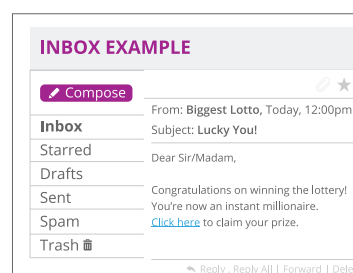 INBOX EXAMPLE
Compose
Inbox
Starred
Drafts
Sent
Spam
Trash
From: Biggest Lotto, Today, 12:00pm
Subject: Lucky You!
Dear Sir/Madam,
Congratulations on winning the lottery!
You're now an instant millionaire.
Click here to claim your prize.
Reply . Reply All | Forward | Dele